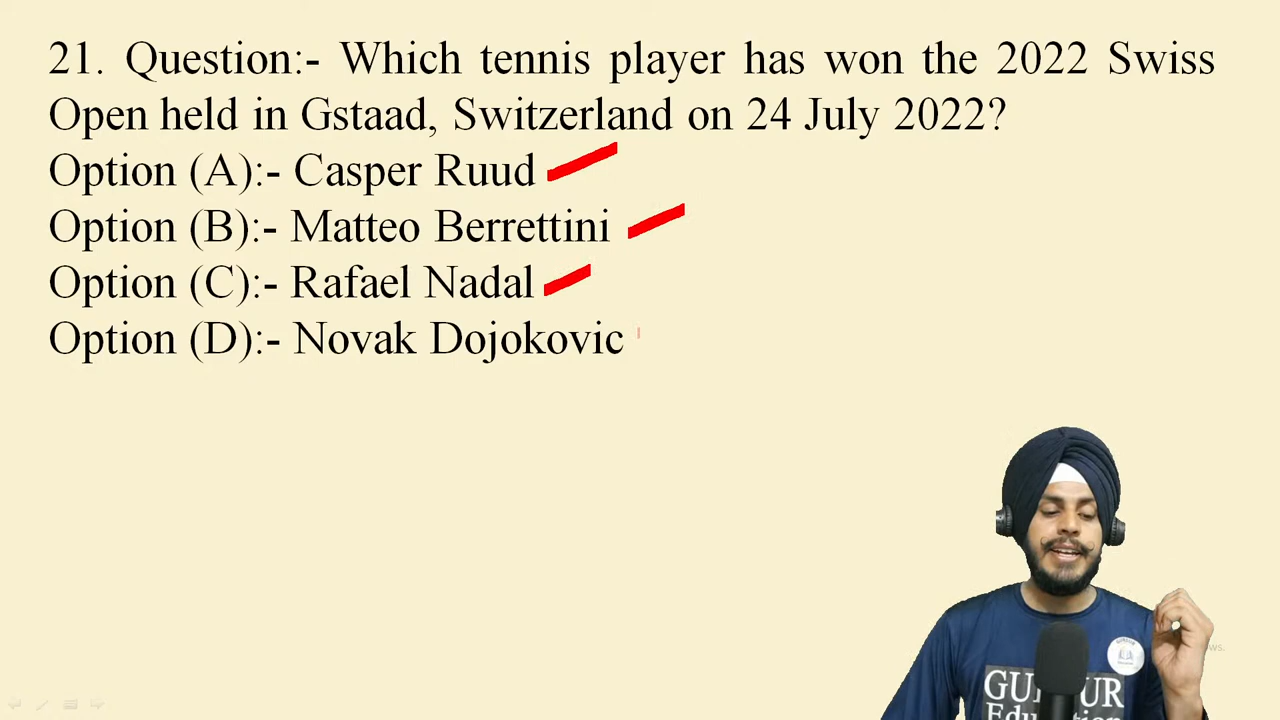 21. Question:- Which tennis player has won the 2022 Swiss
Open held in Gstaad, Switzerland on 24 July 2022?
Option (A):- Casper Ruud
Option (B):- Matteo Berrettini
Option (C):- Rafael Nadal
Option (D):- Novak Dojokovic